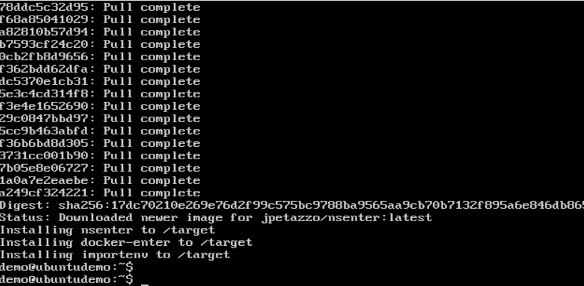 78ddc5c32d95: Pull complete
f68a85041029: Pull complete
a82810b57d94: Pull complete
b7593cf24c20: Pull complete
0cb2fb8d9656: Pull complete
f362bdd62dfa: Pull complete
dc5370e1cb31: Pull complete
5e3c4cd314f8: Pull complete
f3e4e1652690: Pull complete
29c0847bbd97: Pull complete
5cc9b463abfd: Pull complete
f36b6bd8d305: Pull complete
3731cc001b90: Pull complete
7b05e8e06727: Pull complete
1a0a7e2eaebe: Pull complete
a249cf324221: Pull complete
Digest: sha256:17dc70210e269e76d2f99c575bc9788ba9565aa9cb70b7132f895a6e846db865
Status: Downloaded newer image for jpetazzo/nsenter:latest
Installing nsenter to /target
Installing docker-enter to /target
Installing importenv to /target
demo@ubuntudemo:~$
demo@ubuntudemo:~$ _